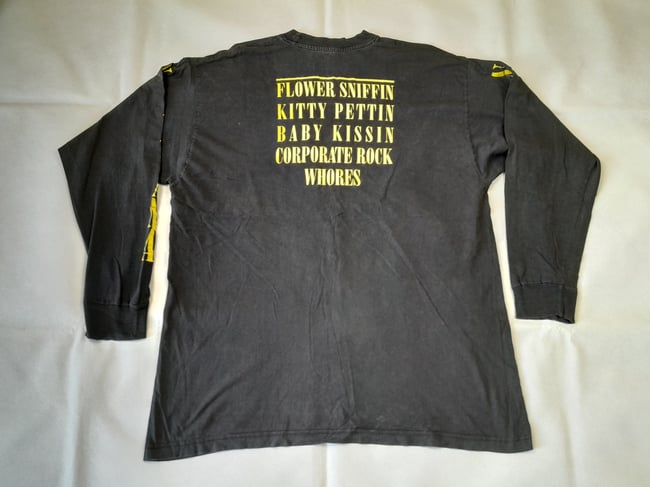 FLOWER SNIFFIN
KITTY PETTIN
BABY KISSIN
CORPORATE ROCK
WHORES